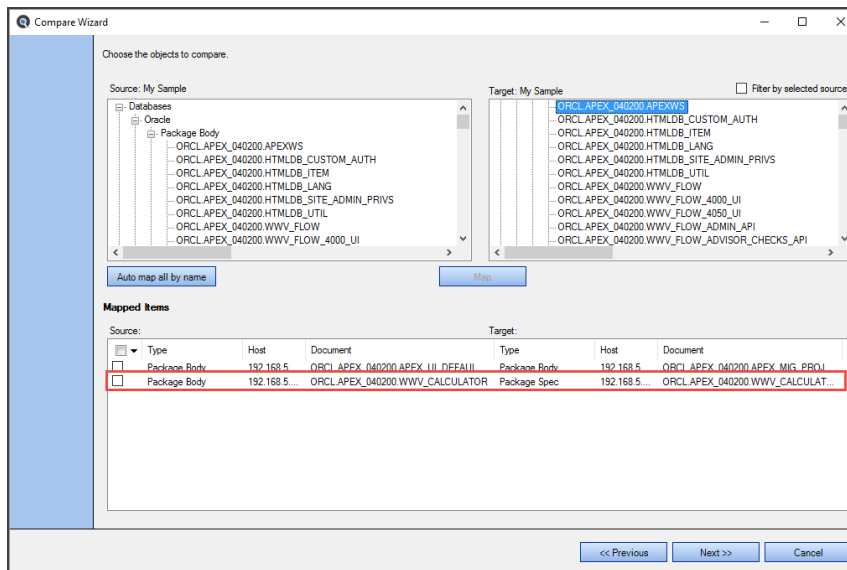 Compare Wizard
Choose the objects to compare.
Source: My Sample
Databases
Oracle
Package Body
ORCL.APEX_040200.APEXWS
ORCL.APEX_040200.HTMLDB_CUSTOM_AUTH
ORCL.APEX_040200.HTMLDB_ITEM
ORCL.APEX_040200.HTMLDB_LANG
ORCL.APEX_040200.HTMLDB_SITE_ADMIN_PRIVS
ORCL.APEX_040200.HTMLDB_UTIL
ORCL.APEX_040200.WWV_FLOW
ORCL.APEX_040200.WWV_FLOW_4000_UI
Target: My Sample
Filter by selected source
ORCL.APEX_040200.APEXWS
ORCL.APEX_040200.HTMLDB_CUSTOM_AUTH
ORCL.APEX_040200.HTMLDB_ITEM
ORCL.APEX_040200.HTMLDB_LANG
ORCL.APEX_040200.HTMLDB_SITE_ADMIN_PRIVS
ORCL.APEX_040200.HTMLDB_UTIL
ORCL.APEX_040200.WWV_FLOW
ORCL.APEX_040200.WWV_FLOW_4000_UI
ORCL.APEX_040200.WWV_FLOW_4050_UI
ORCL.APEX_040200.WWV_FLOW_ADMIN_API
ORCL.APEX_040200.WWV_FLOW_ADVISOR_CHECKS_API
Auto map all by name
Map
Mapped Items
Source: Target:
Type Host Document Type Host Document
Package Body 192.168.5.... ORCL.APEX_040200.APEX_UI_DEFAUL... Package Body 192.168.5.... ORCL.APEX_040200.APEX_MIG_PROJ...
Package Body 192.168.5.... ORCL.APEX_040200.WWV_CALCULATOR Package Spec 192.168.5.... ORCL.APEX_040200.WWV_CALCULAT...
<< Previous Next >> Cancel